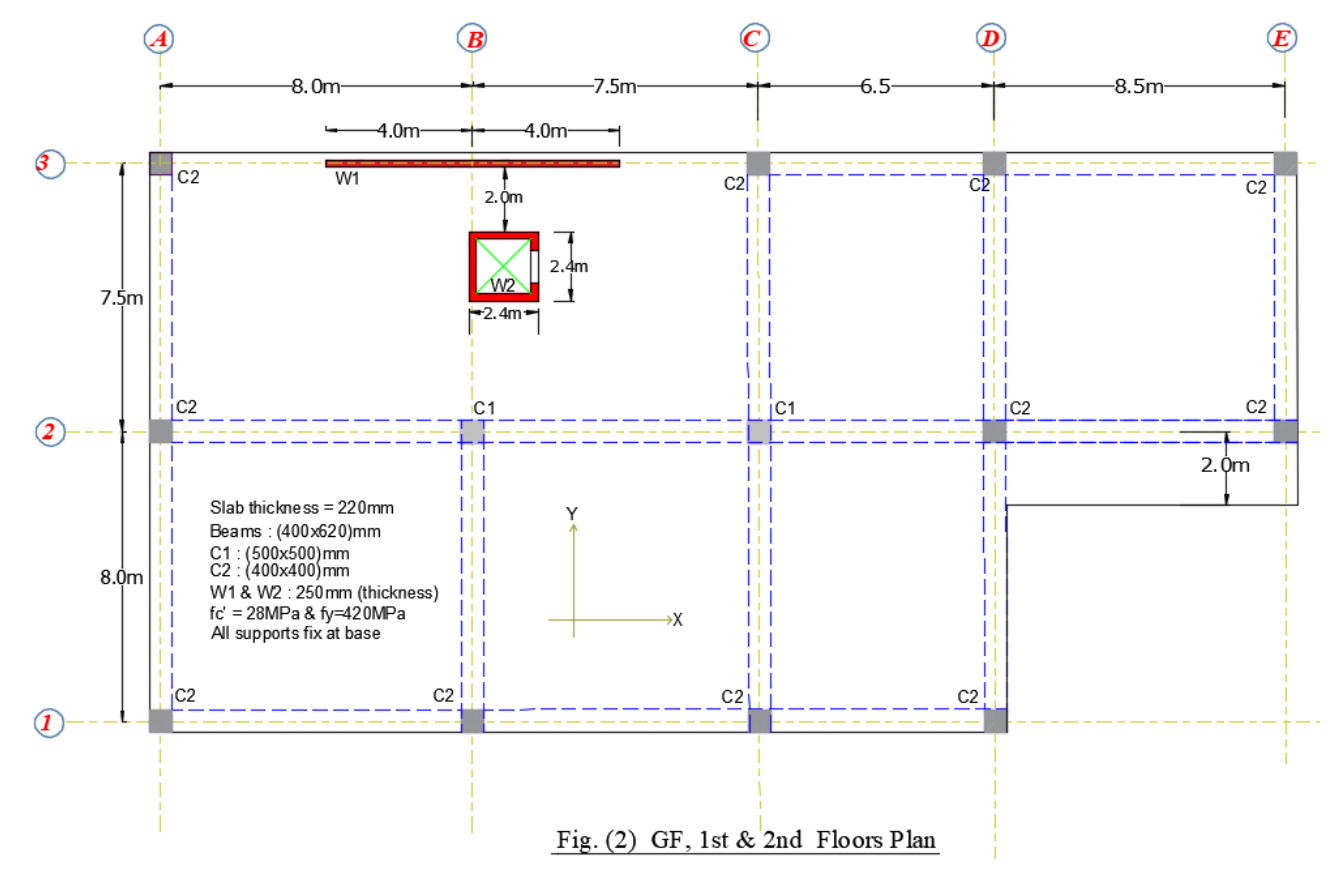 A B C D E
8.0m 7.5m 6.5 8.5m
4.0m 4.0m
3
C2 W1 C2 C2 C2
2.0m
2.4m
W2
7.5m
2.4m
C2 C1 C1 C2 C2
2
2.0m
Slab thickness = 220mm
Beams : (400x620)mm
C1 : (500x500)mm
C2 : (400x400)mm
W1 & W2 : 250mm (thickness)
fc' = 28MPa & fy=420MPa
All supports fix at base
Y
X
8.0m
C2 C2 C2 C2
1
Fig. (2) GF, 1st & 2nd Floors Plan